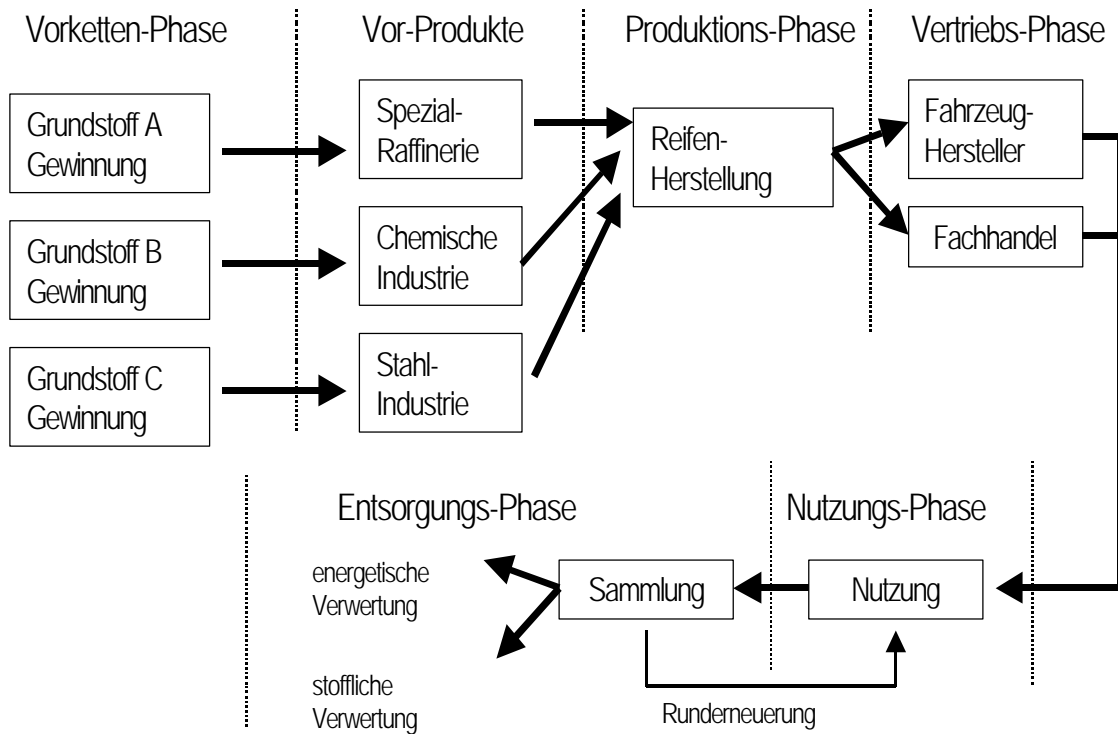 Vorketten-Phase
Vor-Produkte
Produktions-Phase
Vertriebs-Phase
Grundstoff A
Gewinnung
Spezial-
Raffinerie
Reifen-
Herstellung
Fahrzeug-
Hersteller
Grundstoff B
Gewinnung
Chemische
Industrie
Fachhandel
Grundstoff C
Gewinnung
Stahl-
Industrie
Entsorgungs-Phase
Nutzungs-Phase
energetische
Verwertung
Sammlung
Nutzung
stoffliche
Verwertung
Runderneuerung